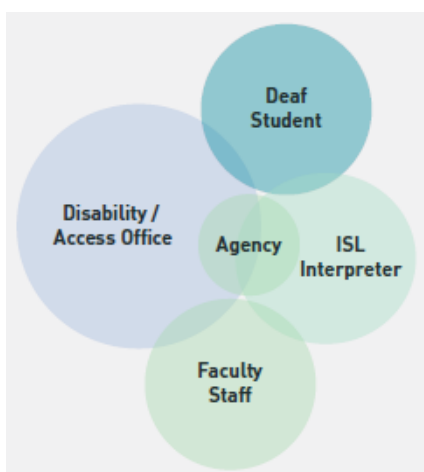 Deaf
Student
Disability /
Access Office
Agency
ISL
Interpreter
Faculty
Staff